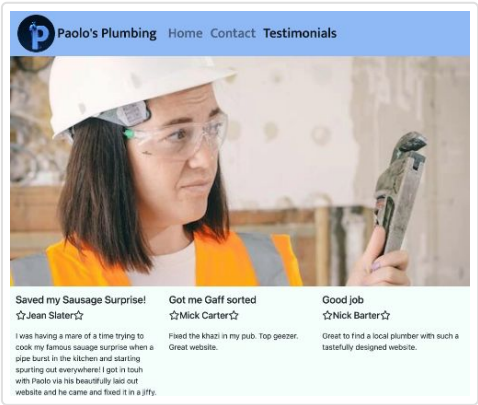 Paolo's Plumbing Home Contact Testimonials
Saved my Sausage Surprise!
☆Jean Slater☆
I was having a mare of a time trying to
cook my famous sausage surprise when a
pipe burst in the kitchen and starting
spurting out everywhere! I got in touh
with Paolo via his beautifully laid out
website and he came and fixed it in a jiffy.
Got me Gaff sorted
☆Mick Carter☆
Fixed the khazi in my pub. Top geezer.
Great website.
Good job
☆Nick Barter☆
Great to find a local plumber with such a
tastefully designed website.